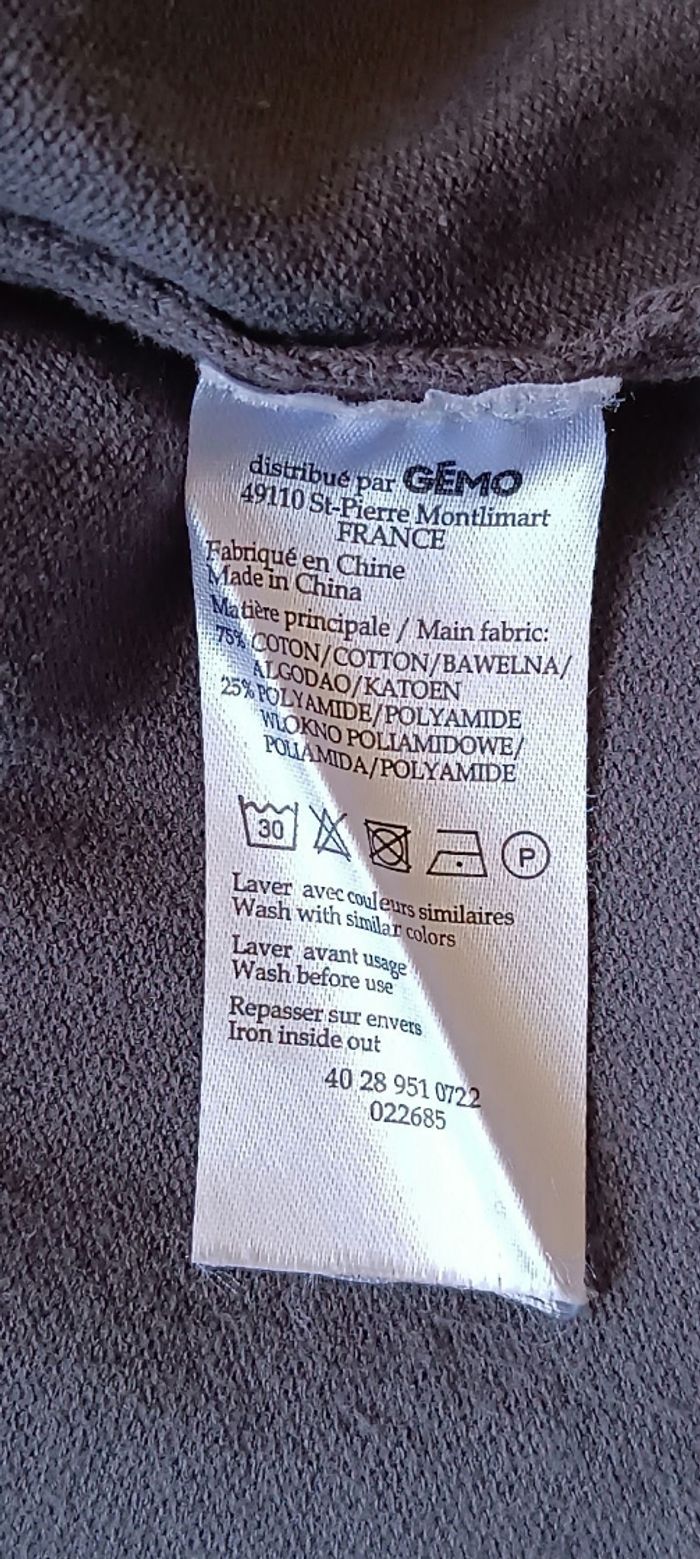 distribué par GÉMO
49110 St-Pierre Montlimart
FRANCE
Fabriqué en Chine
Made in China
Matière principale / Main fabric:
75% COTON/COTTON/BAWELNA/
ALGODAO/KATOEN
25% POLYAMIDE/POLYAMIDE
WLOKNO POLIAMIDOWE/
POLIAMIDA/POLYAMIDE
30 P
Laver avec couleurs similaires
Wash with similar colors
Laver avant usage
Wash before use
Repasser sur envers
Iron inside out
40 28 951 0722
022685